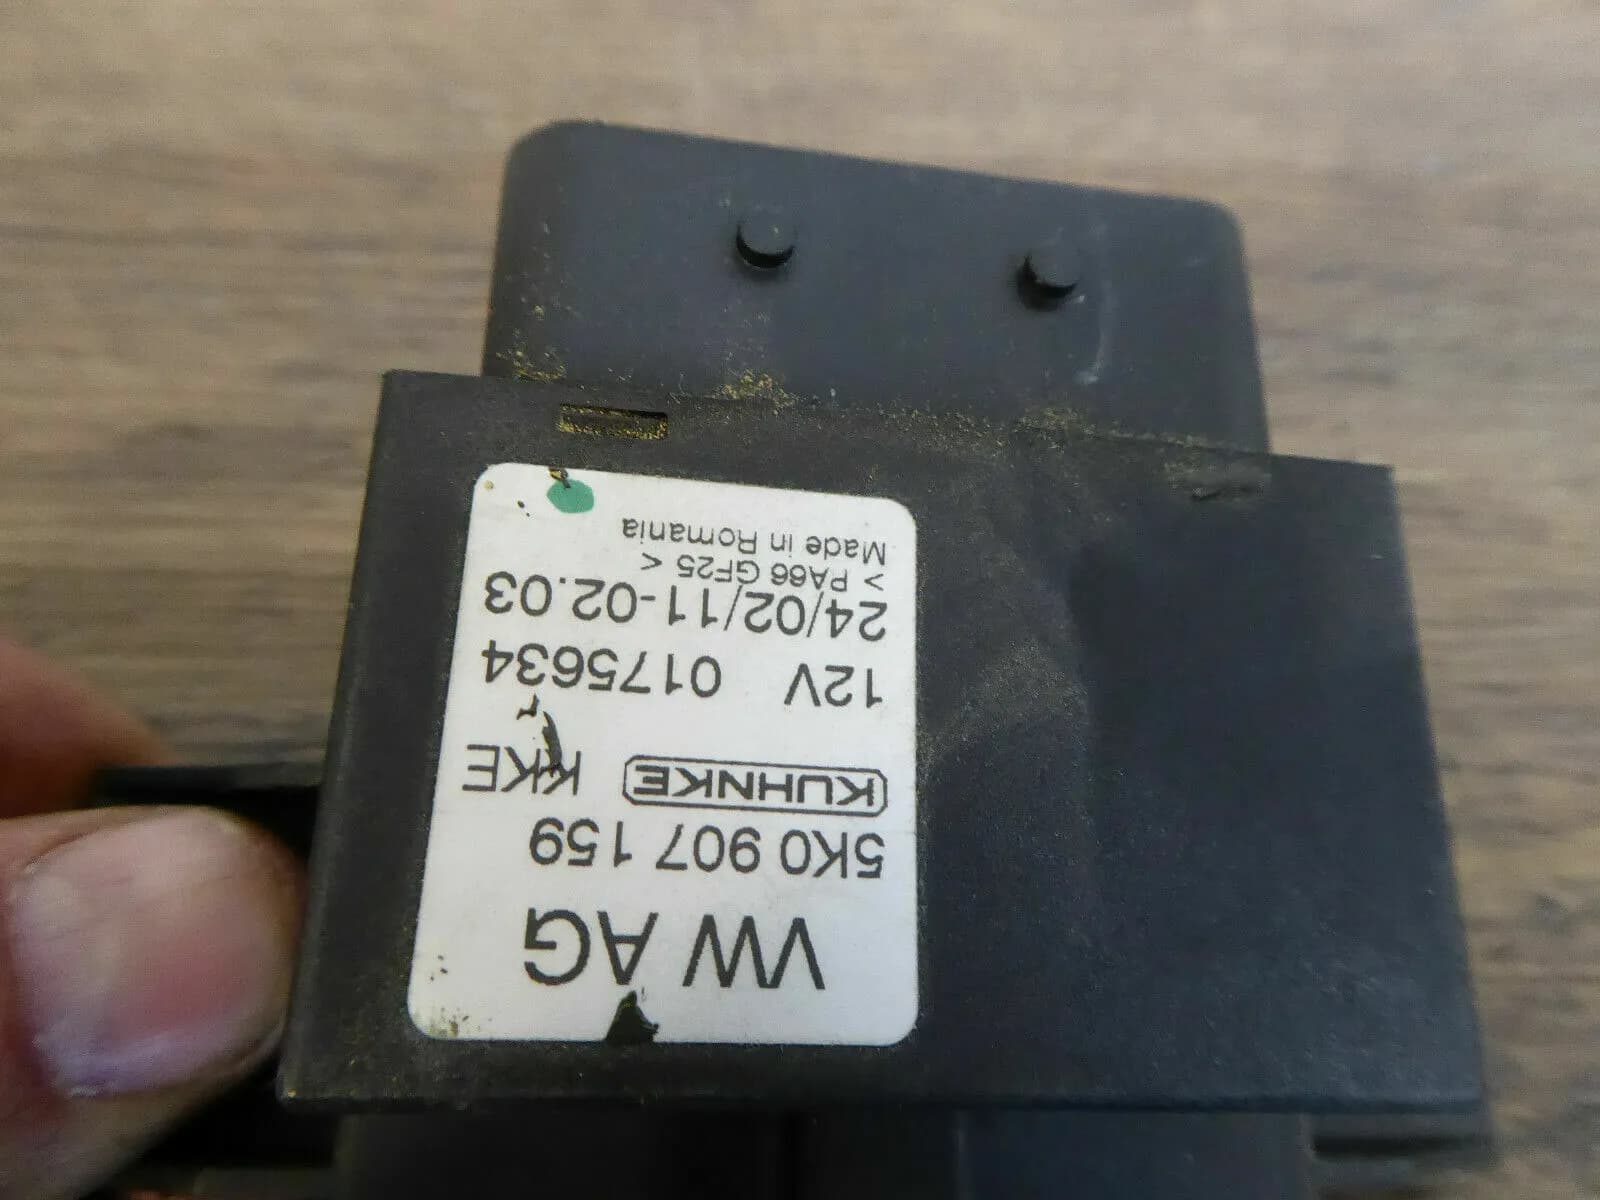 VW AG
5K0 907 159
KUHNKE KKE
12V 0175634
24/02/11-02.03
> PA66 GF25 <
Made in Romania